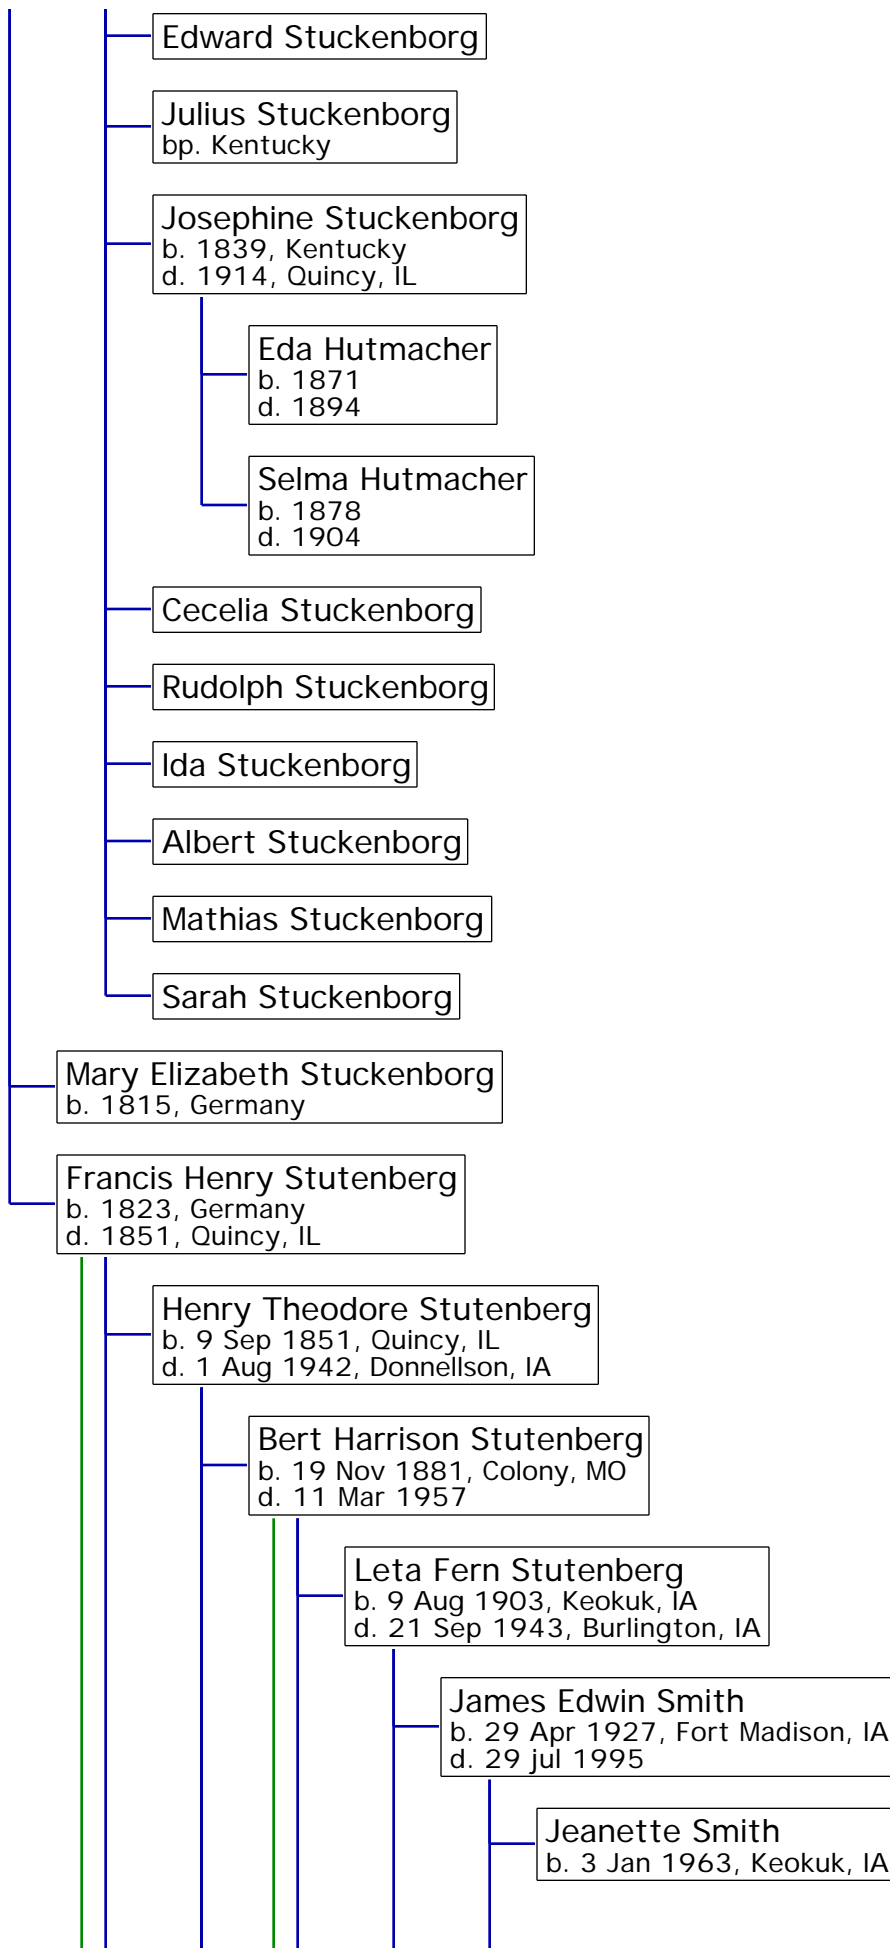 Edward Stuckenborg
Julius Stuckenborg
bp. Kentucky
Josephine Stuckenborg
b. 1839, Kentucky
d. 1914, Quincy, IL
Eda Hutmacher
b. 1871
d. 1894
Selma Hutmacher
b. 1878
d. 1904
Cecelia Stuckenborg
Rudolph Stuckenborg
Ida Stuckenborg
Albert Stuckenborg
Mathias Stuckenborg
Sarah Stuckenborg
Mary Elizabeth Stuckenborg
b. 1815, Germany
Francis Henry Stutenberg
b. 1823, Germany
d. 1851, Quincy, IL
Henry Theodore Stutenberg
b. 9 Sep 1851, Quincy, IL
d. 1 Aug 1942, Donnellson, IA
Bert Harrison Stutenberg
b. 19 Nov 1881, Colony, MO
d. 11 Mar 1957
Leta Fern Stutenberg
b. 9 Aug 1903, Keokuk, IA
d. 21 Sep 1943, Burlington, IA
James Edwin Smith
b. 29 Apr 1927, Fort Madison, IA
d. 29 jul 1995
Jeanette Smith
b. 3 Jan 1963, Keokuk, IA